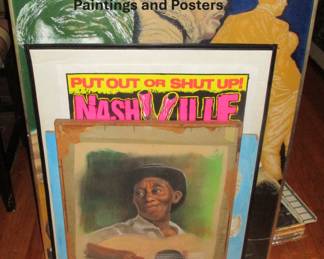 Paintings and Posters
PUT OUT OR SHUT UP!
NASHVILLE